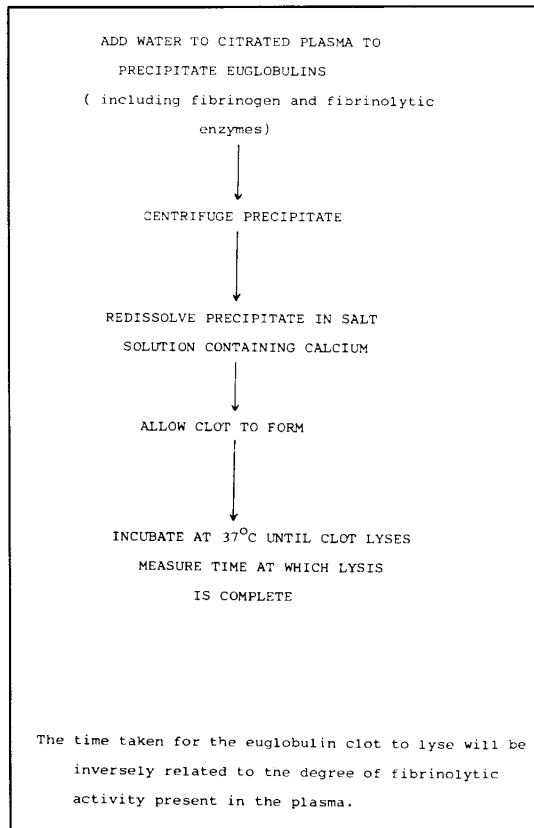 ADD WATER TO CITRATED PLASMA TO
PRECIPITATE EUGLOBULINS
( including fibrinogen and fibrinolytic
enzymes)
CENTRIFUGE PRECIPITATE
REDISSOLVE PRECIPITATE IN SALT
SOLUTION CONTAINING CALCIUM
ALLOW CLOT TO FORM
INCUBATE AT 37°C UNTIL CLOT LYSES
MEASURE TIME AT WHICH LYSIS
IS COMPLETE
The time taken for the euglobulin clot to lyse will be
inversely related to tne degree of fibrinolytic
activity present in the plasma.